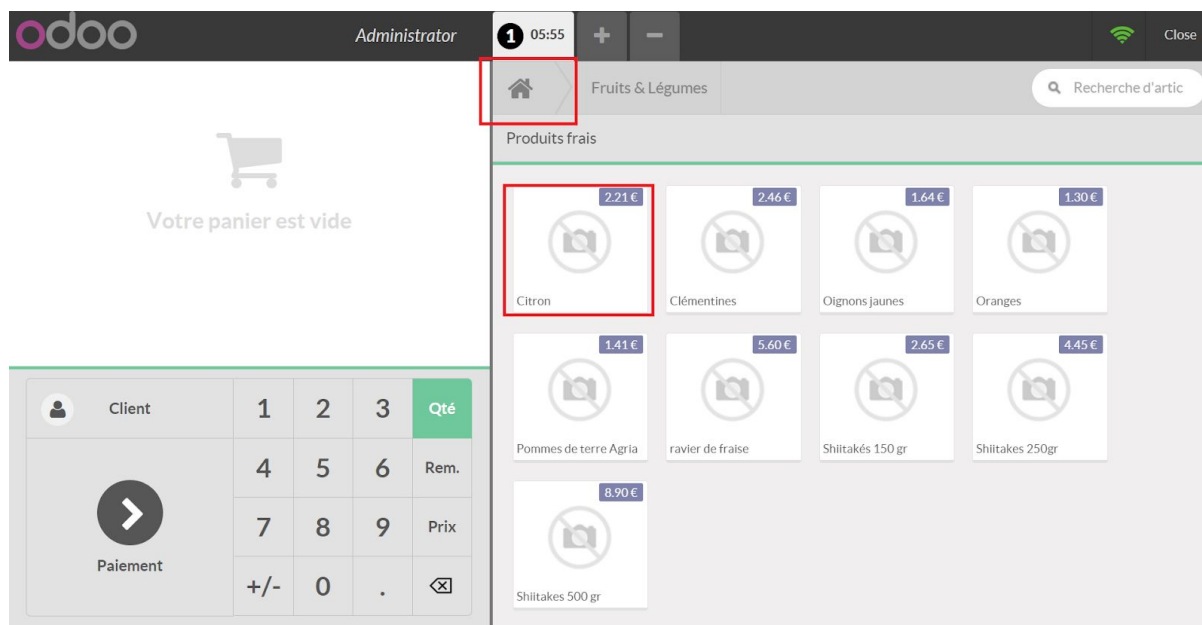 odoo
Administrator
1 05:55
+ −
Close
Fruits & Légumes
Recherche d'artic
Produits frais
Votre panier est vide
2.21 €
Citron
2.46 €
Clémentines
1.64 €
Oignons jaunes
1.30 €
Oranges
1.41 €
Pommes de terre Agria
5.60 €
ravier de fraise
2.65 €
Shiitakés 150 gr
4.45 €
Shiitakes 250gr
8.90 €
Shiitakes 500 gr
Client
Paiement
1 2 3 Qté
4 5 6 Rem.
7 8 9 Prix
+/- 0 .